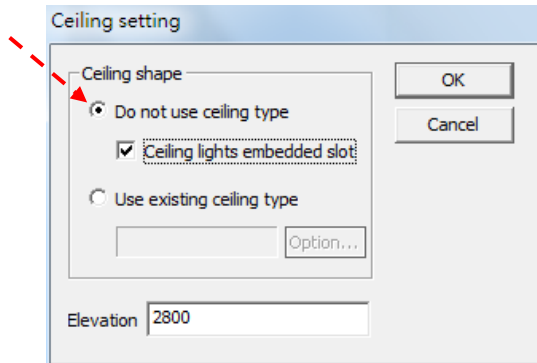 Ceiling setting
Ceiling shape
Do not use ceiling type
Ceiling lights embedded slot
Use existing ceiling type
Option...
Elevation 2800
OK
Cancel